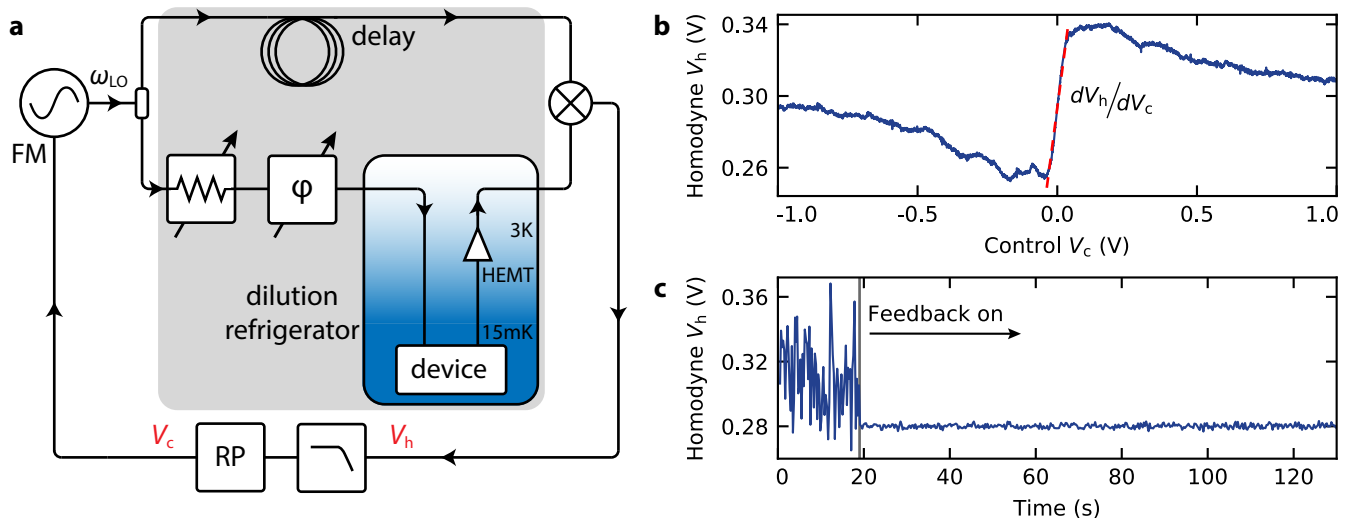 a
delay
ω_LO
FM
φ
3K
HEMT
15mK
dilution
refrigerator
device
V_c
RP
V_h
b
Homodyne V_h (V)
0.34
0.30
0.26
dV_h/dV_c
-1.0
-0.5
0.0
0.5
1.0
Control V_c (V)
c
Homodyne V_h (V)
0.36
0.32
0.28
Feedback on
0
20
40
60
80
100
120
Time (s)